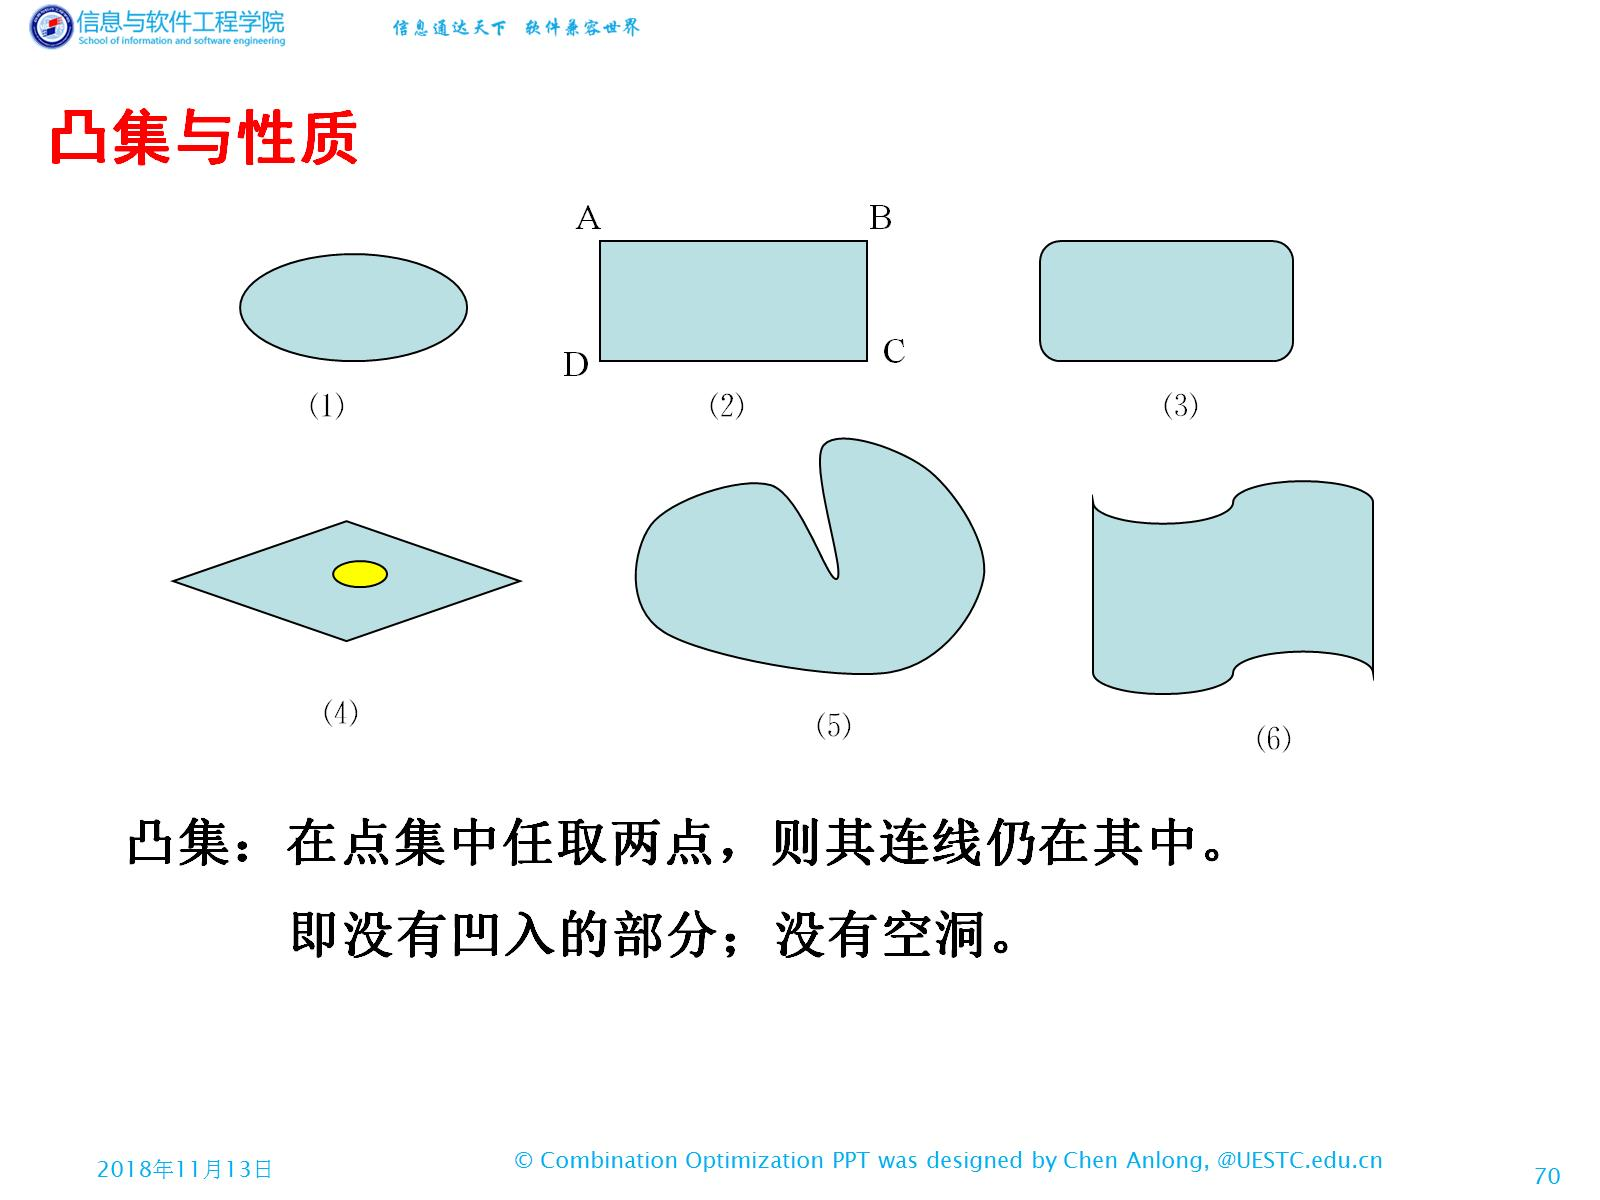 信息与软件工程学院
School of information and software engineering
信息通达天下 软件兼容世界
凸集与性质
A
B
D
C
(1)
(2)
(3)
(4)
(5)
(6)
凸集：在点集中任取两点，则其连线仍在其中。
即没有凹入的部分；没有空洞。
2018年11月13日
© Combination Optimization PPT was designed by Chen Anlong, @UESTC.edu.cn
70